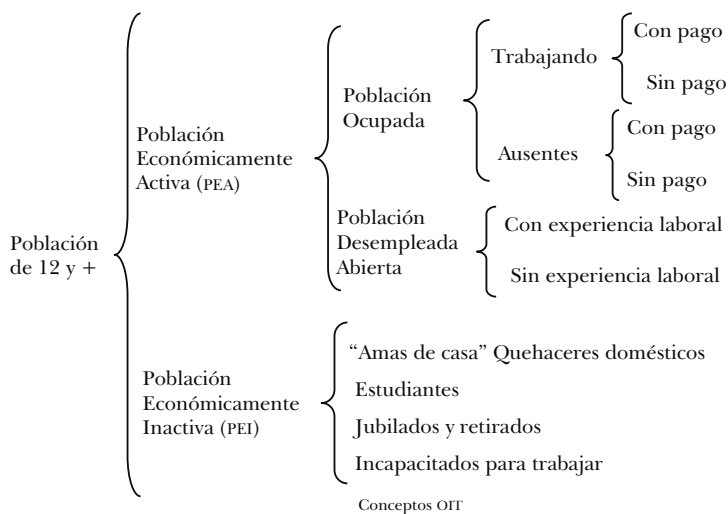 Población
de 12 y +
Población
Económicamente
Activa (PEA)
Población
Ocupada
Trabajando
Con pago
Sin pago
Ausentes
Con pago
Sin pago
Población
Desempleada
Abierta
Con experiencia laboral
Sin experiencia laboral
Población
Económicamente
Inactiva (PEI)
“Amas de casa” Quehaceres domésticos
Estudiantes
Jubilados y retirados
Incapacitados para trabajar
Conceptos OIT